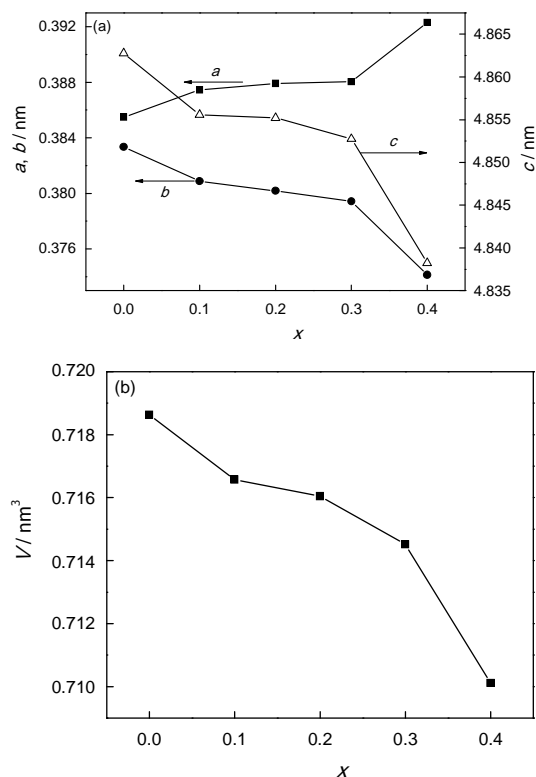 (a)
0.392
0.388
0.384
0.380
0.376
a, b / nm
a
b
c
4.865
4.860
4.855
4.850
4.845
4.840
4.835
c / nm
0.0 0.1 0.2 0.3 0.4
x
(b)
0.720
0.718
0.716
0.714
0.712
0.710
V / nm³
0.0 0.1 0.2 0.3 0.4
x